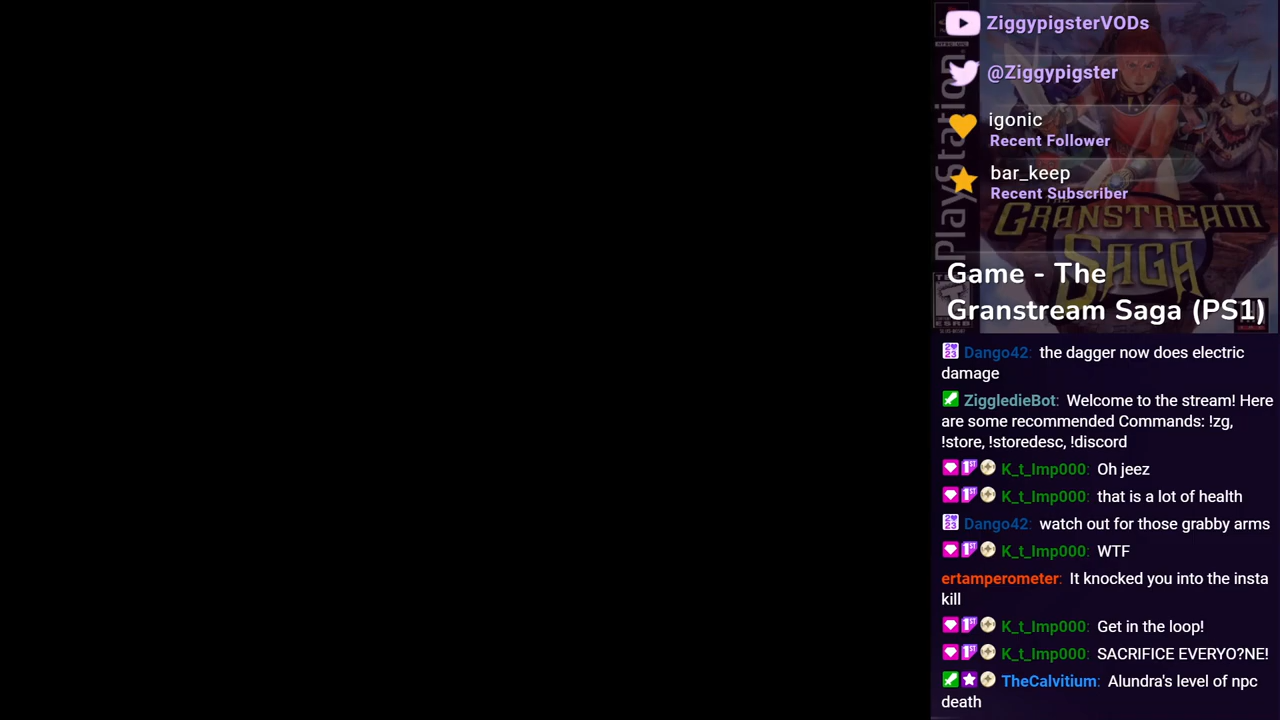 ZiggypigsterVODs
@Ziggypigster
igonic
Recent Follower
bar_keep
Recent Subscriber
PlayStation
GRANSTREAM
SAGA
Game - The
Granstream Saga (PS1)
Dango42: the dagger now does electric
damage
ZiggledieBot: Welcome to the stream! Here
are some recommended Commands: !zg,
!store, !storedesc, !discord
K_t_Imp000: Oh jeez
K_t_Imp000: that is a lot of health
Dango42: watch out for those grabby arms
K_t_Imp000: WTF
ertamperometer: It knocked you into the insta
kill
K_t_Imp000: Get in the loop!
K_t_Imp000: SACRIFICE EVERYO?NE!
TheCalvitium: Alundra's level of npc
death